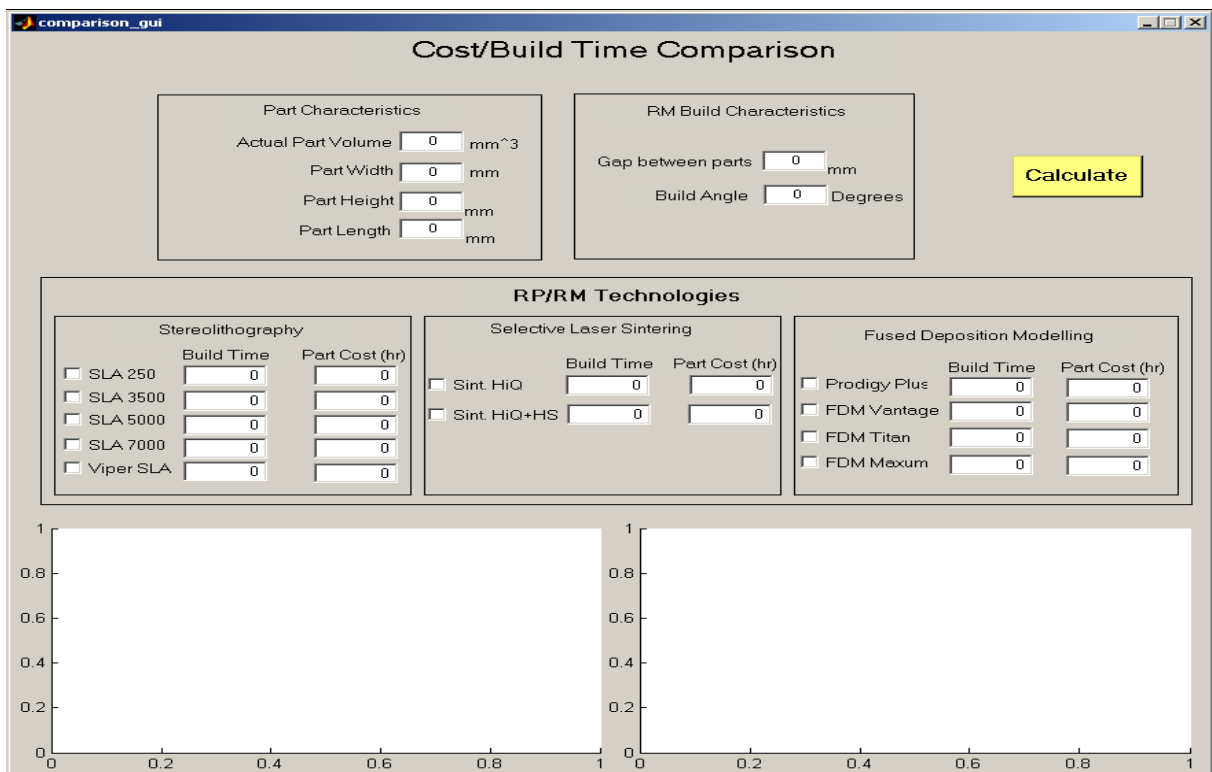 comparison_gui
Cost/Build Time Comparison
Part Characteristics
Actual Part Volume 0 mm^3
Part Width 0 mm
Part Height 0 mm
Part Length 0 mm
RM Build Characteristics
Gap between parts 0 mm
Build Angle 0 Degrees
Calculate
RP/RM Technologies
Stereolithography
Build Time Part Cost (hr)
SLA 250 0 0
SLA 3500 0 0
SLA 5000 0 0
SLA 7000 0 0
Viper SLA 0 0
Selective Laser Sintering
Build Time Part Cost (hr)
Sint. HiQ 0 0
Sint. HiQ+HS 0 0
Fused Deposition Modelling
Build Time Part Cost (hr)
Prodigy Plus 0 0
FDM Vantage 0 0
FDM Titan 0 0
FDM Maxum 0 0
1
0.8
0.6
0.4
0.2
0
0 0.2 0.4 0.6 0.8 1
1
0.8
0.6
0.4
0.2
0
0 0.2 0.4 0.6 0.8 1